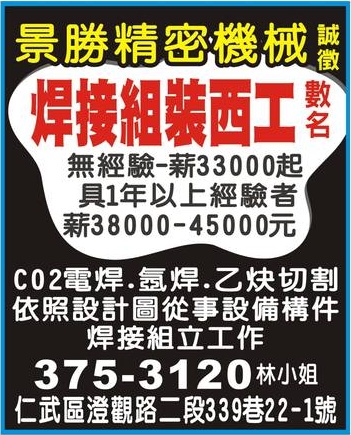 景勝精密機械 誠徵
焊接組裝西工 數名
無經驗-薪33000起
具1年以上經驗者
薪38000-45000元
CO2電焊.氬焊.乙炔切割
依照設計圖從事設備構件
焊接組立工作
375-3120 林小姐
仁武區澄觀路二段339巷22-1號